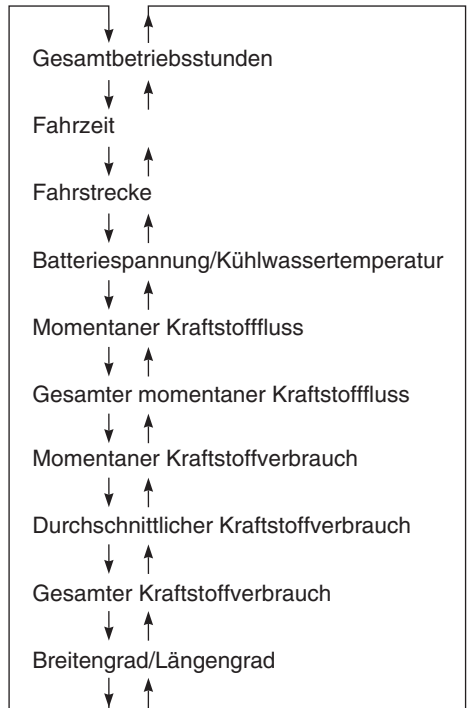 Gesamtbetriebsstunden
Fahrzeit
Fahrstrecke
Batteriespannung/Kühlwassertemperatur
Momentaner Kraftstofffluss
Gesamter momentaner Kraftstofffluss
Momentaner Kraftstoffverbrauch
Durchschnittlicher Kraftstoffverbrauch
Gesamter Kraftstoffverbrauch
Breitengrad/Längengrad